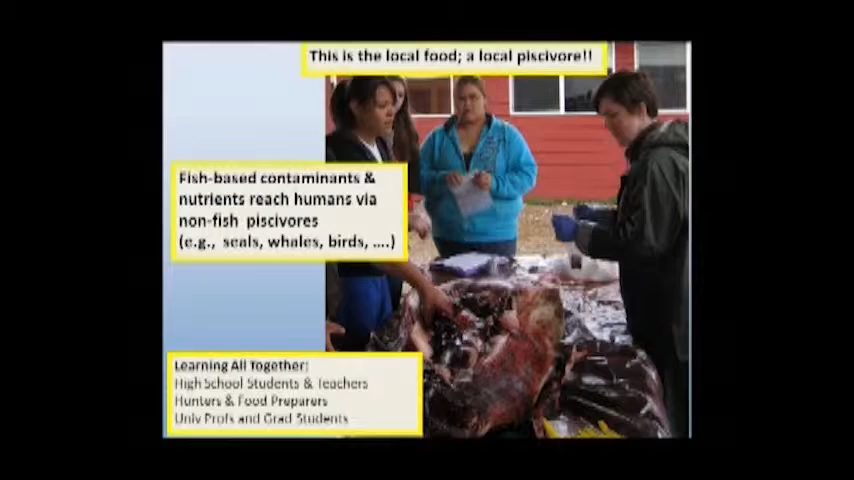 This is the local food; a local piscivore!!
Fish-based contaminants &
nutrients reach humans via
non-fish piscivores
(e.g., seals, whales, birds, ....)
Learning All Together:
High School Students & Teachers
Hunters & Food Preparers
Univ Profs and Grad Students